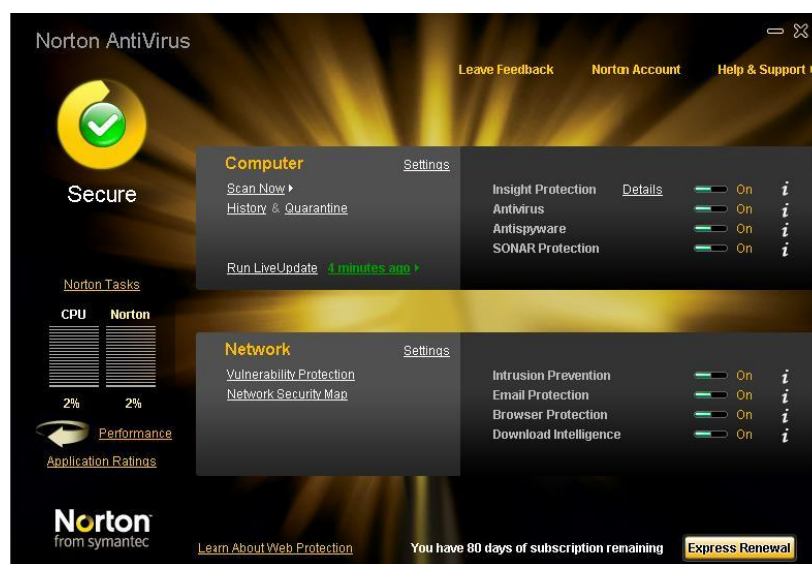 Norton AntiVirus
Leave Feedback Norton Account Help & Support
Secure
Computer Settings
Scan Now
History & Quarantine
Run LiveUpdate 4 minutes ago
Insight Protection Details On i
Antivirus On i
Antispyware On i
SONAR Protection On i
Norton Tasks
CPU Norton
2% 2%
Performance
Application Ratings
Network Settings
Vulnerability Protection
Network Security Map
Intrusion Prevention On i
Email Protection On i
Browser Protection On i
Download Intelligence On i
Norton
from symantec
Learn About Web Protection You have 80 days of subscription remaining Express Renewal